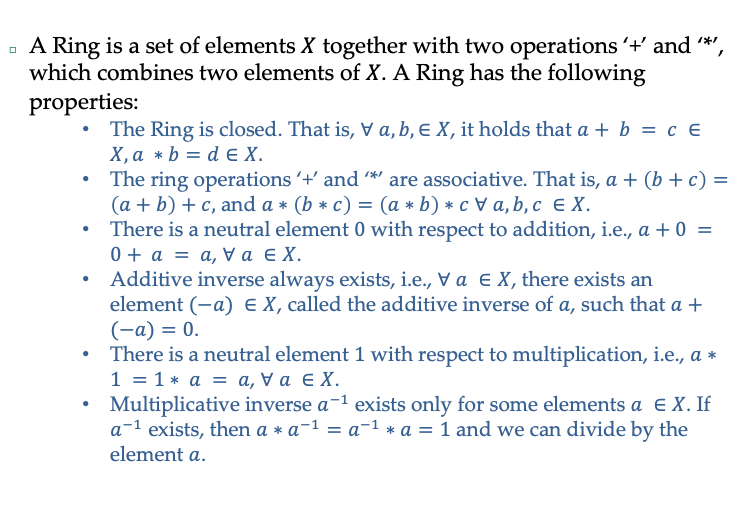 A Ring is a set of elements X together with two operations ‘+’ and ‘*’,
which combines two elements of X. A Ring has the following
properties:
• The Ring is closed. That is, ∀ a, b, ∈ X, it holds that a + b = c ∈
X, a * b = d ∈ X.
• The ring operations ‘+’ and ‘*’ are associative. That is, a + (b + c) =
(a + b) + c, and a * (b * c) = (a * b) * c ∀ a, b, c ∈ X.
• There is a neutral element 0 with respect to addition, i.e., a + 0 =
0 + a = a, ∀ a ∈ X.
• Additive inverse always exists, i.e., ∀ a ∈ X, there exists an
element (−a) ∈ X, called the additive inverse of a, such that a +
(−a) = 0.
• There is a neutral element 1 with respect to multiplication, i.e., a *
1 = 1 * a = a, ∀ a ∈ X.
• Multiplicative inverse a⁻¹ exists only for some elements a ∈ X. If
a⁻¹ exists, then a * a⁻¹ = a⁻¹ * a = 1 and we can divide by the
element a.